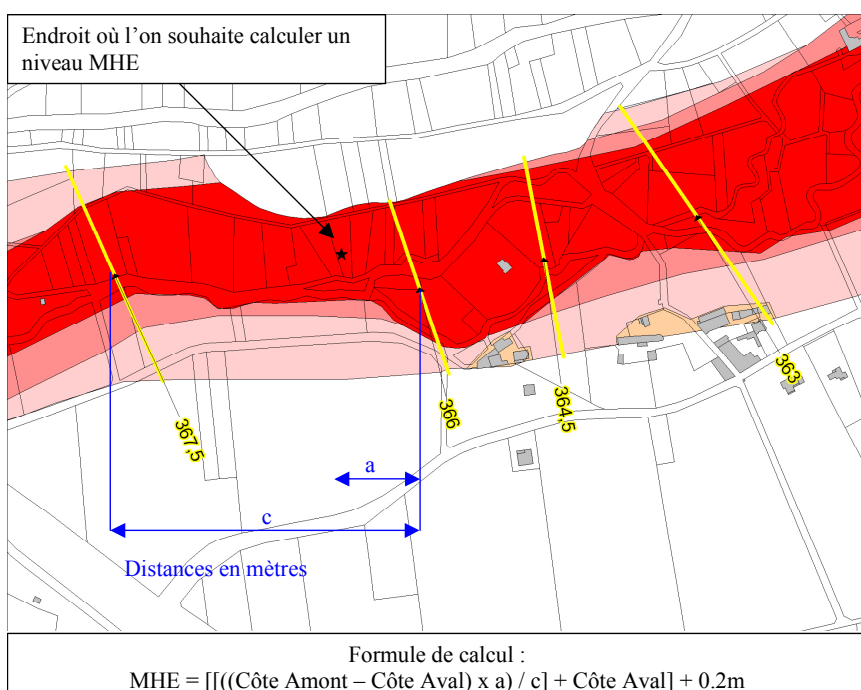 Endroit où l'on souhaite calculer un
niveau MHE
367,5
366
364,5
363
a
c
Distances en mètres
Formule de calcul :
MHE = [[((Côte Amont – Côte Aval) x a) / c] + Côte Aval] + 0.2m